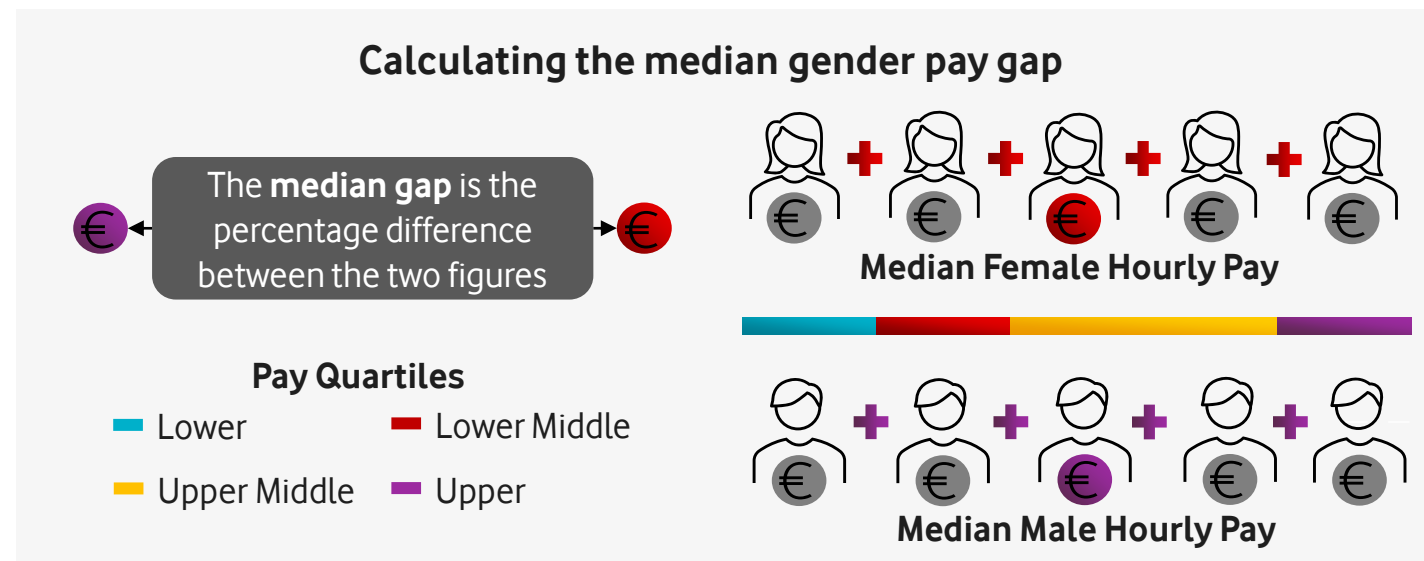 Calculating the median gender pay gap
The median gap is the
percentage difference
between the two figures
€
€
Pay Quartiles
Lower
Lower Middle
Upper Middle
Upper
€ € € € €
Median Female Hourly Pay
€ € € € €
Median Male Hourly Pay